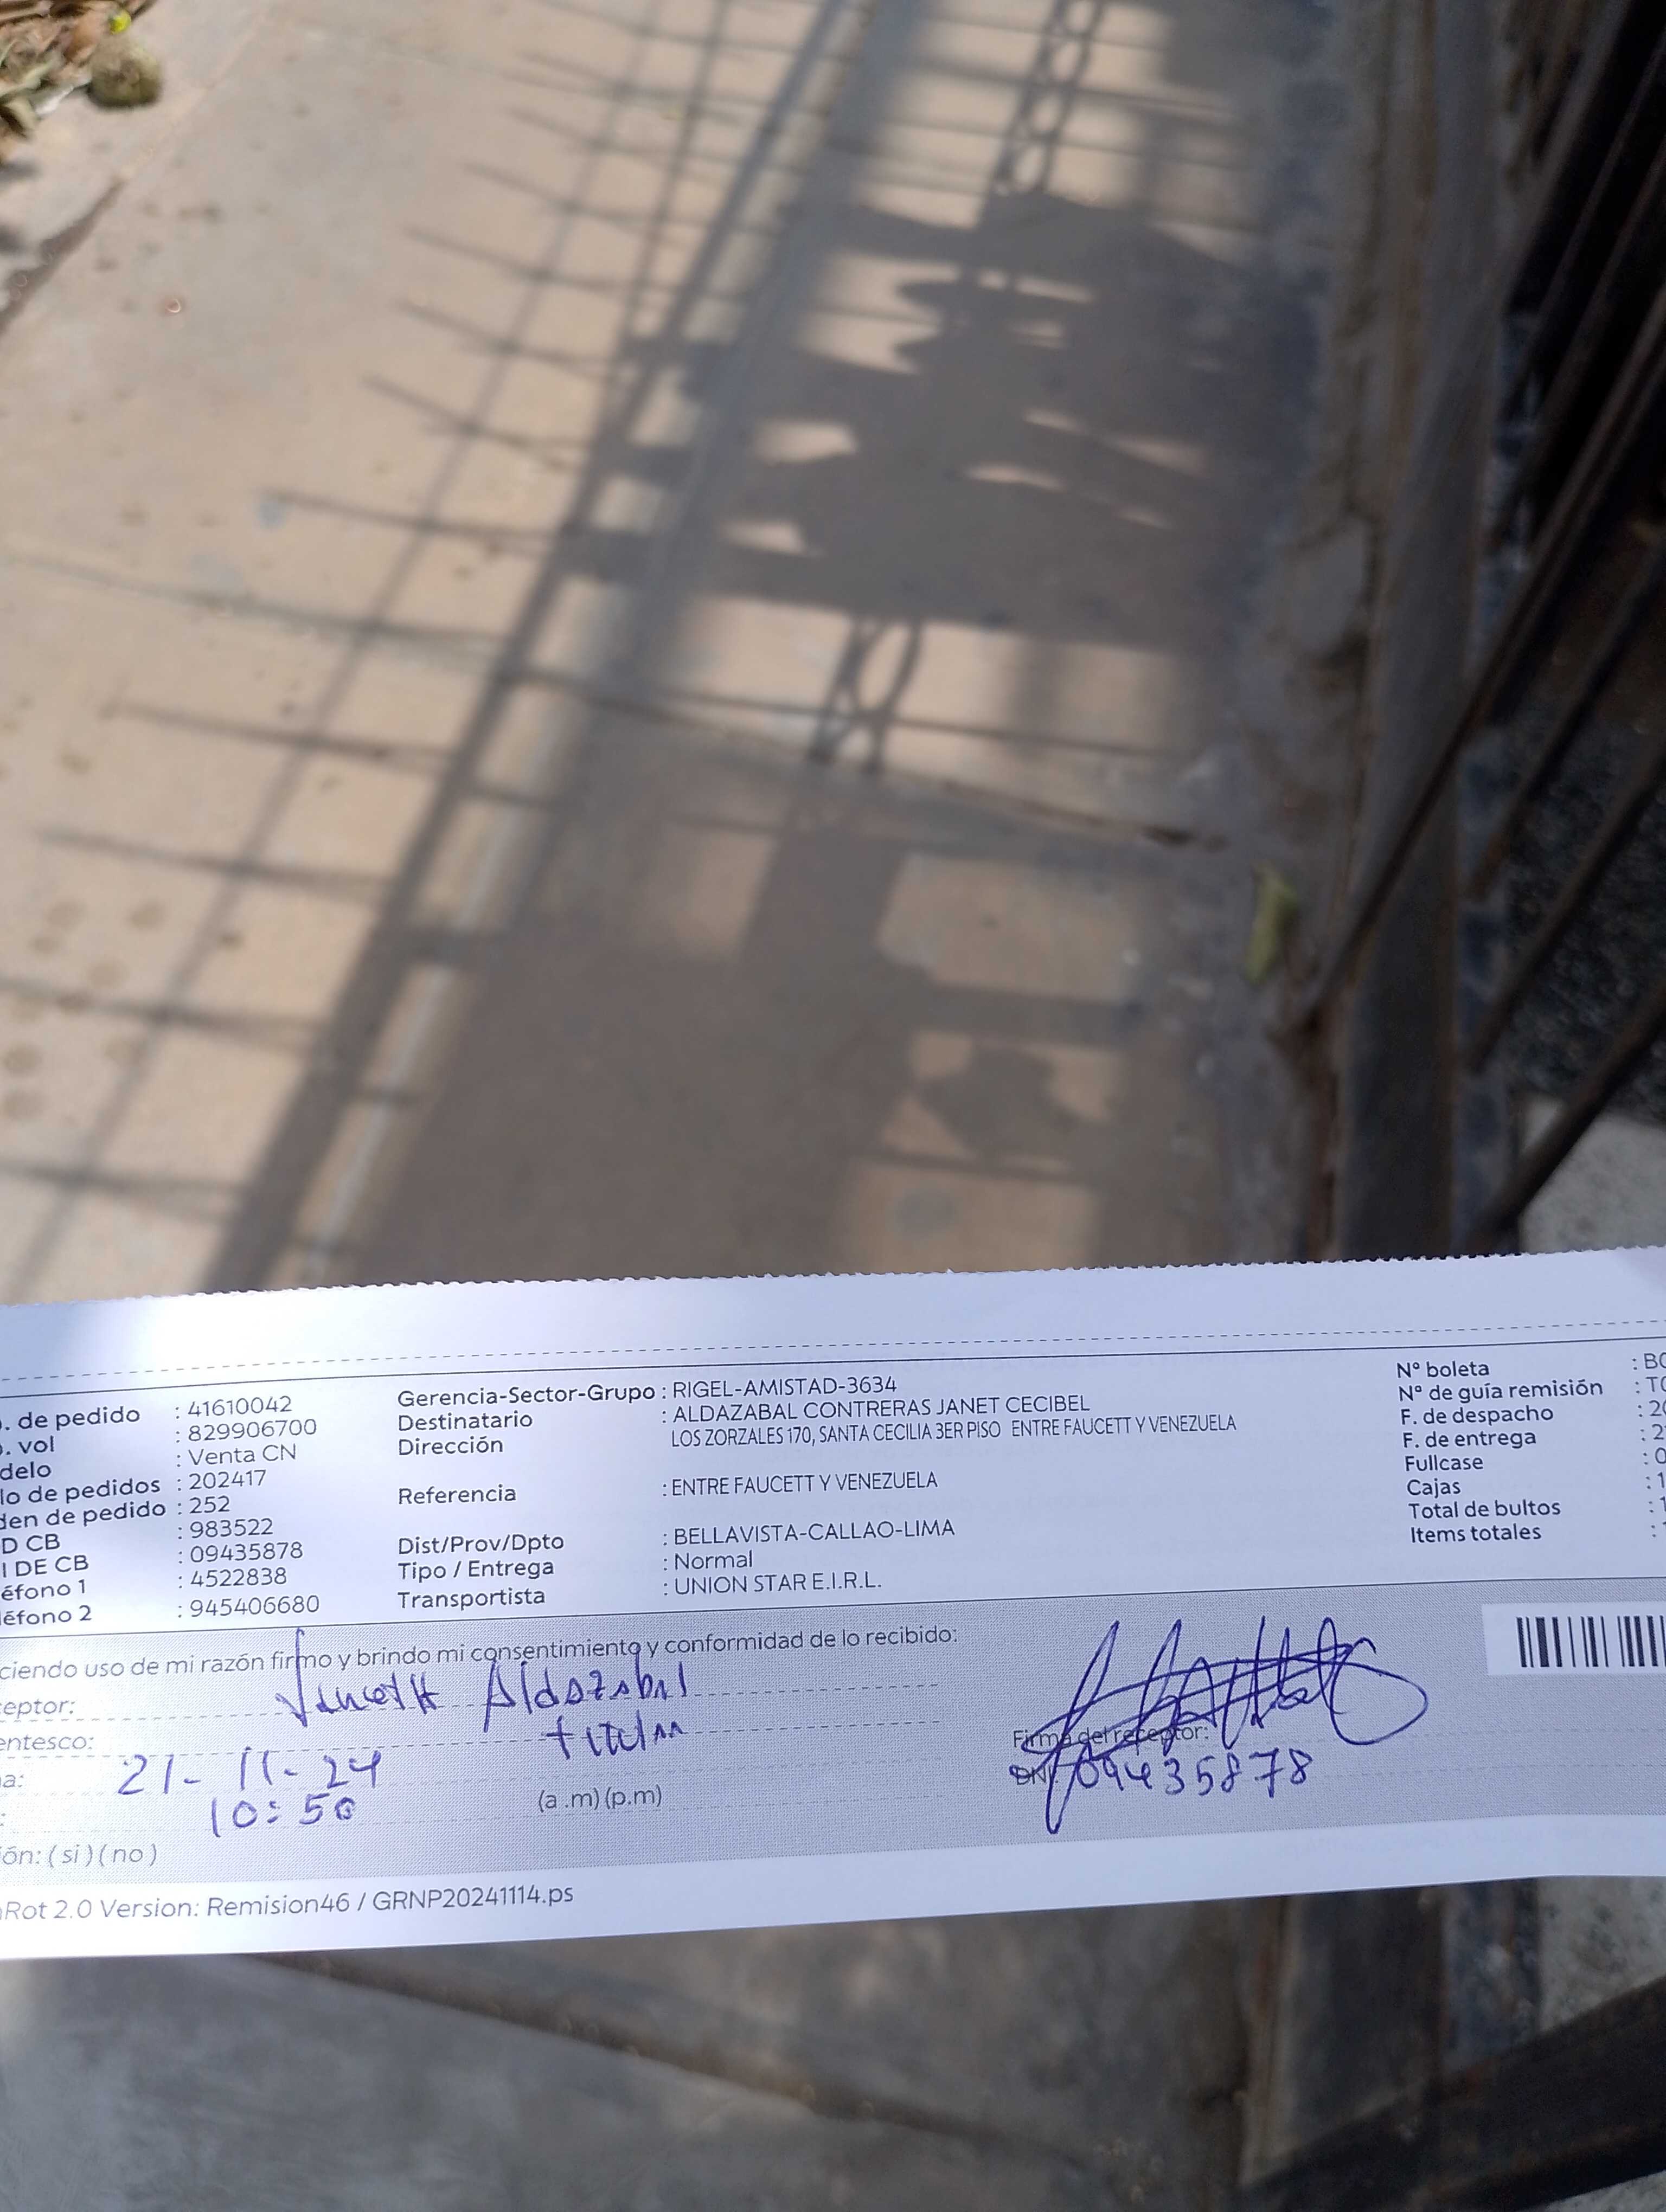 . de pedido : 41610042
. vol : 829906700
delo : Venta CN
lo de pedidos : 202417
den de pedido : 252
D CB : 983522
I DE CB : 09435878
éfono 1 : 4522838
éfono 2 : 945406680
Gerencia-Sector-Grupo : RIGEL-AMISTAD-3634
Destinatario : ALDAZABAL CONTRERAS JANET CECIBEL
Dirección LOS ZORZALES 170, SANTA CECILIA 3ER PISO ENTRE FAUCETT Y VENEZUELA
Referencia : ENTRE FAUCETT Y VENEZUELA
Dist/Prov/Dpto : BELLAVISTA-CALLAO-LIMA
Tipo / Entrega : Normal
Transportista : UNION STAR E.I.R.L.
N° boleta : B
N° de guía remisión : T
F. de despacho : 2
F. de entrega : 2
Fullcase : 0
Cajas : 1
Total de bultos : 1
Items totales :
ciendo uso de mi razón firmo y brindo mi consentimiento y conformidad de lo recibido:
eptor: Aldazabal
entesco: titular
a: 21-11-24
: 10:50 (a .m) (p.m)
ón: ( si ) ( no )
Firma del receptor:
DNI 09435878
Rot 2.0 Version: Remision46 / GRNP20241114.ps